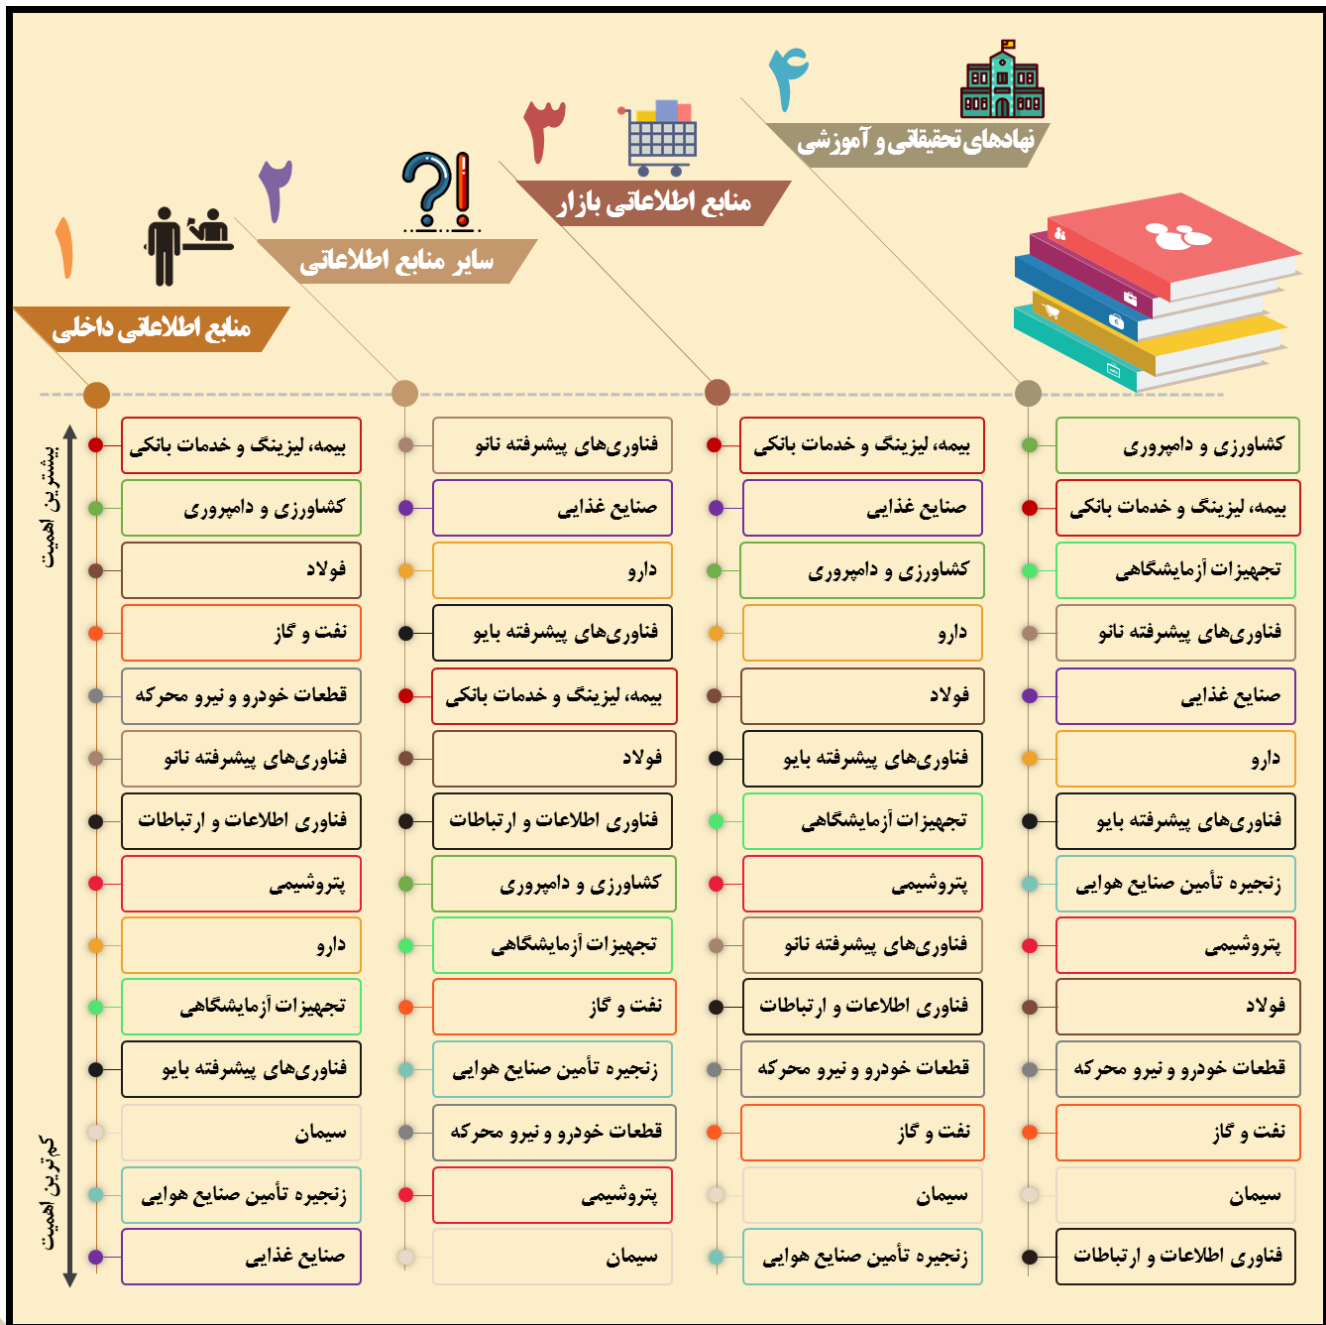 ۱
منابع اطلاعاتی داخلی
۲
سایر منابع اطلاعاتی
۳
منابع اطلاعاتی بازار
۴
نهادهای تحقیقاتی و آموزشی
بیشترین اهمیت
کم‌ترین اهمیت
بیمه، لیزینگ و خدمات بانکی
کشاورزی و دامپروری
فولاد
نفت و گاز
قطعات خودرو و نیرو محرکه
فناوری‌های پیشرفته نانو
فناوری اطلاعات و ارتباطات
پتروشیمی
دارو
تجهیزات آزمایشگاهی
فناوری‌های پیشرفته بایو
سیمان
زنجیره تأمین صنایع هوایی
صنایع غذایی
فناوری‌های پیشرفته نانو
صنایع غذایی
دارو
فناوری‌های پیشرفته بایو
بیمه، لیزینگ و خدمات بانکی
فولاد
فناوری اطلاعات و ارتباطات
کشاورزی و دامپروری
تجهیزات آزمایشگاهی
نفت و گاز
زنجیره تأمین صنایع هوایی
قطعات خودرو و نیرو محرکه
پتروشیمی
سیمان
بیمه، لیزینگ و خدمات بانکی
صنایع غذایی
کشاورزی و دامپروری
دارو
فولاد
فناوری‌های پیشرفته بایو
تجهیزات آزمایشگاهی
پتروشیمی
فناوری‌های پیشرفته نانو
فناوری اطلاعات و ارتباطات
قطعات خودرو و نیرو محرکه
نفت و گاز
سیمان
زنجیره تأمین صنایع هوایی
کشاورزی و دامپروری
بیمه، لیزینگ و خدمات بانکی
تجهیزات آزمایشگاهی
فناوری‌های پیشرفته نانو
صنایع غذایی
دارو
فناوری‌های پیشرفته بایو
زنجیره تأمین صنایع هوایی
پتروشیمی
فولاد
قطعات خودرو و نیرو محرکه
نفت و گاز
سیمان
فناوری اطلاعات و ارتباطات